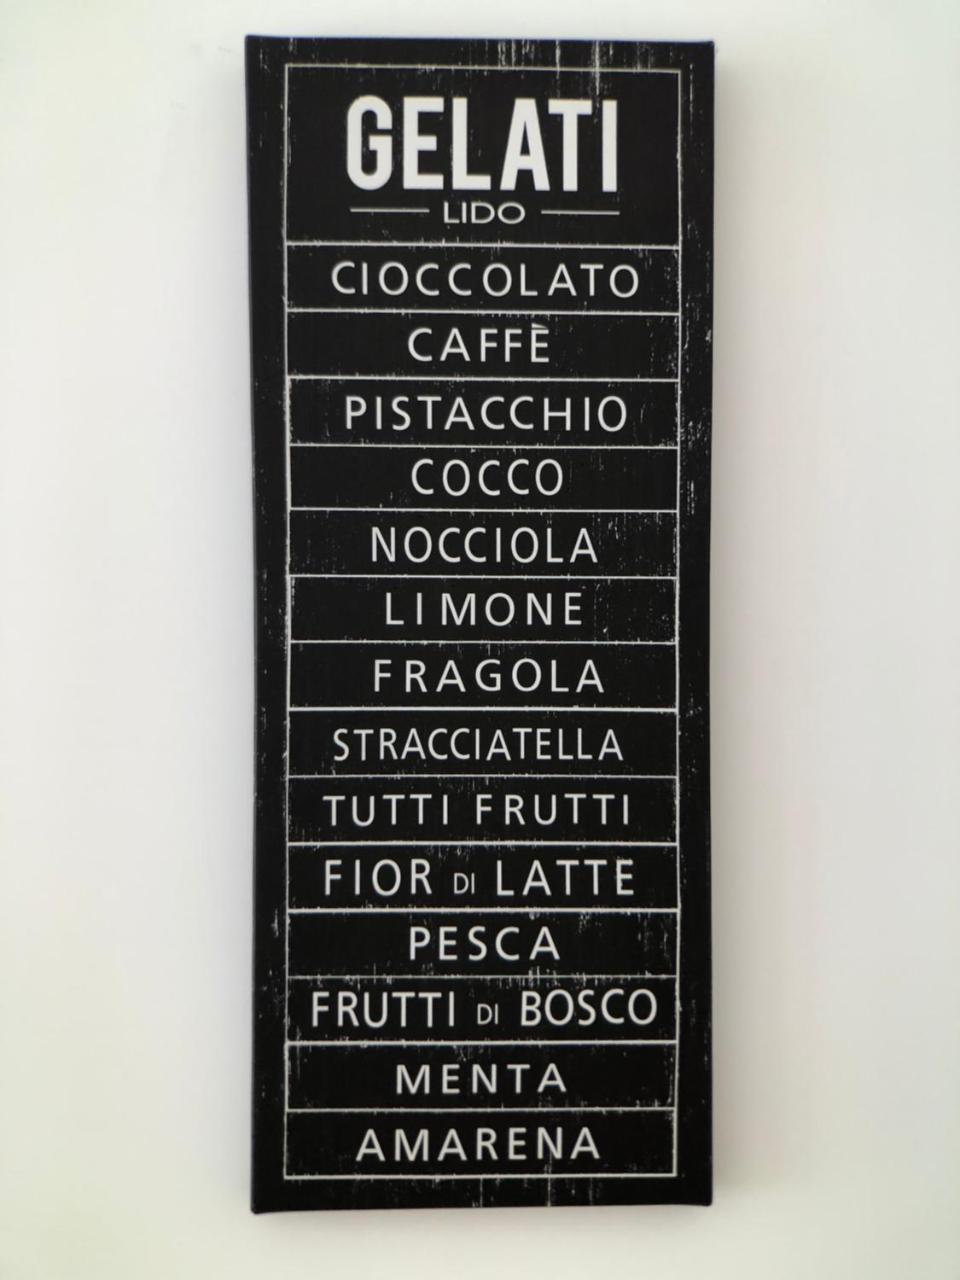 GELATI
LIDO
CIOCCOLATO
CAFFÈ
PISTACCHIO
COCCO
NOCCIOLA
LIMONE
FRAGOLA
STRACCIATELLA
TUTTI FRUTTI
FIOR DI LATTE
PESCA
FRUTTI DI BOSCO
MENTA
AMARENA